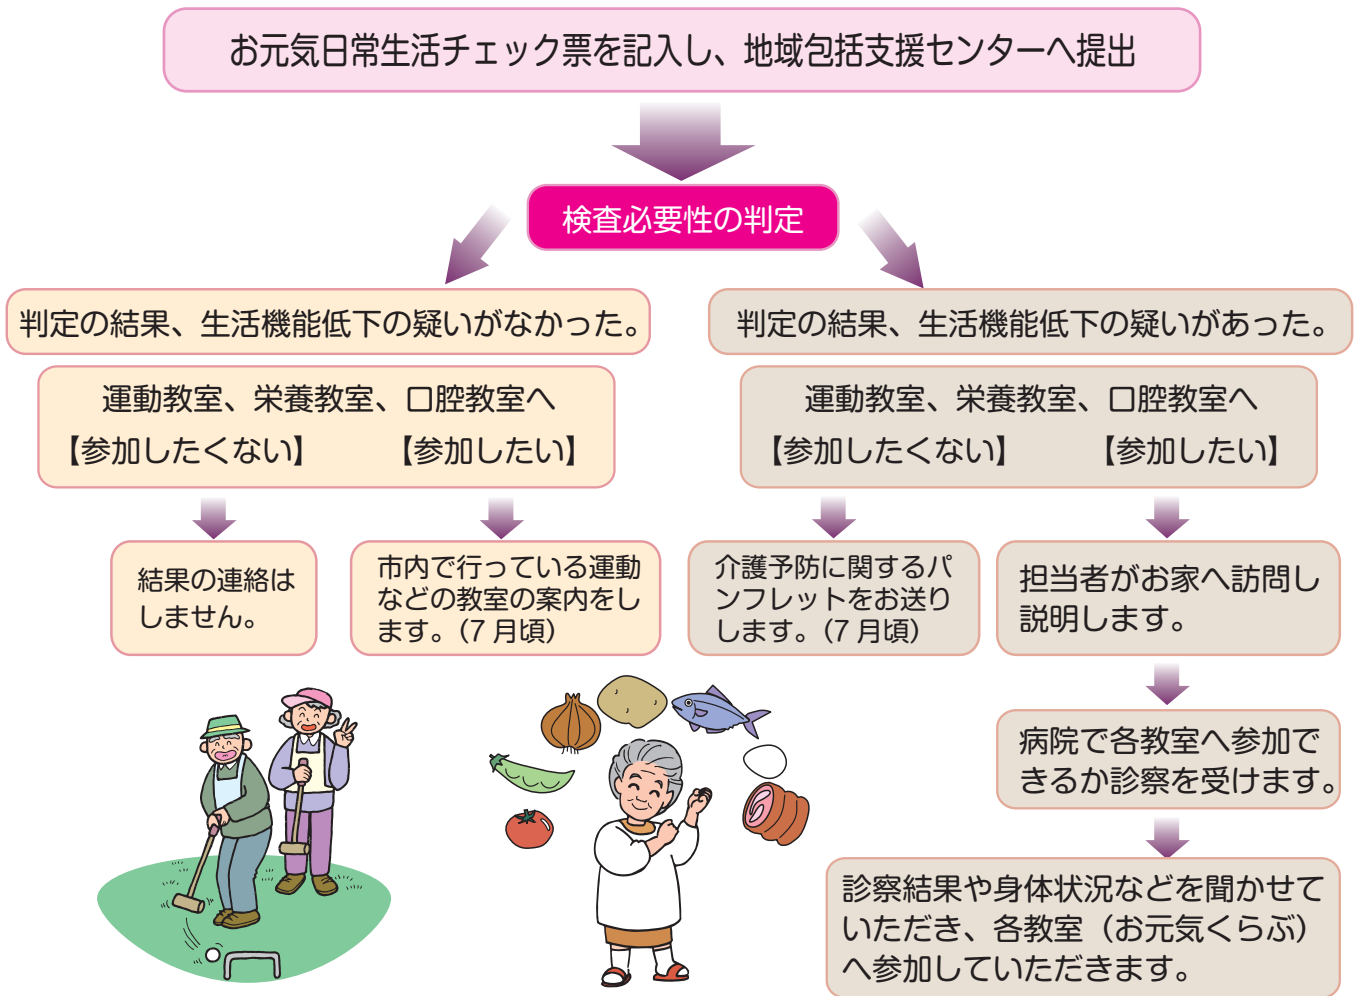 お元気日常生活チェック票を記入し、地域包括支援センターへ提出
検査必要性の判定
判定の結果、生活機能低下の疑いがなかった。
運動教室、栄養教室、口腔教室へ
【参加したくない】 【参加したい】
結果の連絡は
しません。
市内で行っている運動
などの教室の案内をし
ます。（7月頃）
判定の結果、生活機能低下の疑いがあった。
運動教室、栄養教室、口腔教室へ
【参加したくない】 【参加したい】
介護予防に関するパ
ンフレットをお送り
します。（7月頃）
担当者がお家へ訪問し
説明します。
病院で各教室へ参加で
きるか診察を受けます。
診察結果や身体状況などを聞かせて
いただき、各教室（お元気くらぶ）
へ参加していただきます。